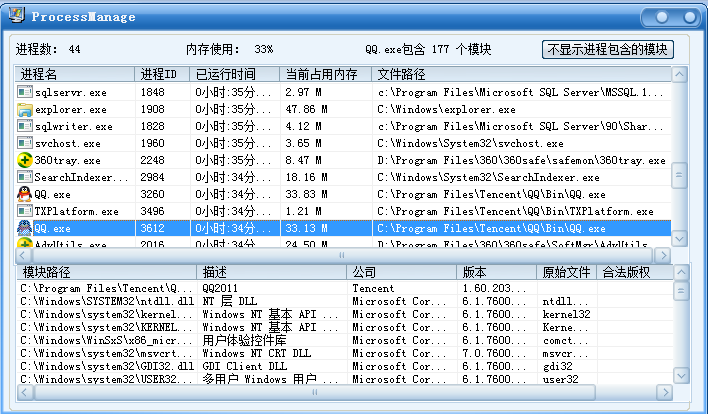 ProcessManage
进程数: 44 内存使用: 33% QQ.exe包含 177 个模块 不显示进程包含的模块
进程名 进程ID 已运行时间 当前占用内存 文件路径
sqlservr.exe 1848 0小时:35分... 2.97 M c:\Program Files\Microsoft SQL Server\MSSQL.1...
explorer.exe 1908 0小时:35分... 47.86 M C:\Windows\explorer.exe
sqlwriter.exe 1828 0小时:35分... 4.12 M c:\Program Files\Microsoft SQL Server\90\Shar...
svchost.exe 1960 0小时:35分... 3.65 M C:\Windows\System32\svchost.exe
360tray.exe 2248 0小时:35分... 8.47 M D:\Program Files\360\360safe\safemon\360tray.exe
SearchIndexer... 2984 0小时:34分... 18.16 M C:\Windows\System32\SearchIndexer.exe
QQ.exe 3260 0小时:34分... 33.83 M C:\Program Files\Tencent\QQ\Bin\QQ.exe
TXPlatform.exe 3496 0小时:34分... 1.21 M C:\Program Files\Tencent\QQ\Bin\TXPlatform.exe
QQ.exe 3612 0小时:34分... 33.13 M C:\Program Files\Tencent\QQ\Bin\QQ.exe
AdvUtils.exe 2016 0小时:34分... 24.50 M D:\Program Files\360\360safe\SoftMgr\AdvUtils...
模块路径 描述 公司 版本 原始文件 合法版权
C:\Program Files\Tencent\Q... QQ2011 Tencent 1.60.203...
C:\Windows\SYSTEM32\ntdll.dll NT 层 DLL Microsoft Cor... 6.1.7600... ntdll...
C:\Windows\system32\kernel... Windows NT 基本 API ... Microsoft Cor... 6.1.7600... kernel32
C:\Windows\system32\KERNEL... Windows NT 基本 API ... Microsoft Cor... 6.1.7600... Kerne...
C:\Windows\WinSxS\x86_micr... 用户体验控件库 Microsoft Cor... 6.1.7600... comct...
C:\Windows\system32\msvcrt... Windows NT CRT DLL Microsoft Cor... 7.0.7600... msvcr...
C:\Windows\system32\GDI32.dll GDI Client DLL Microsoft Cor... 6.1.7600... gdi32
C:\Windows\system32\USER32... 多用户 Windows 用户 ... Microsoft Cor... 6.1.7600... user32